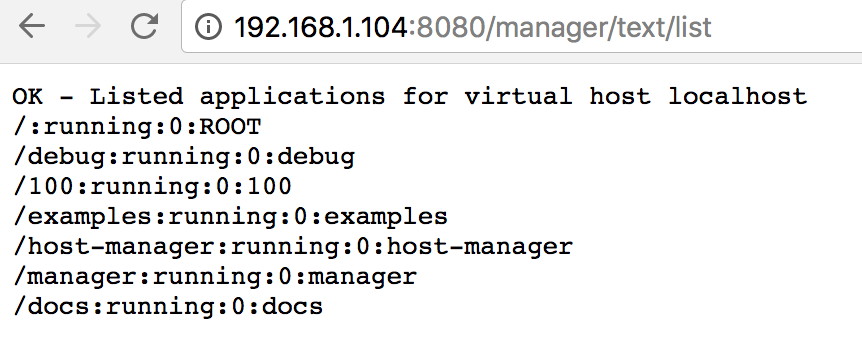 192.168.1.104:8080/manager/text/list
OK - Listed applications for virtual host localhost
/:running:0:ROOT
/debug:running:0:debug
/100:running:0:100
/examples:running:0:examples
/host-manager:running:0:host-manager
/manager:running:0:manager
/docs:running:0:docs